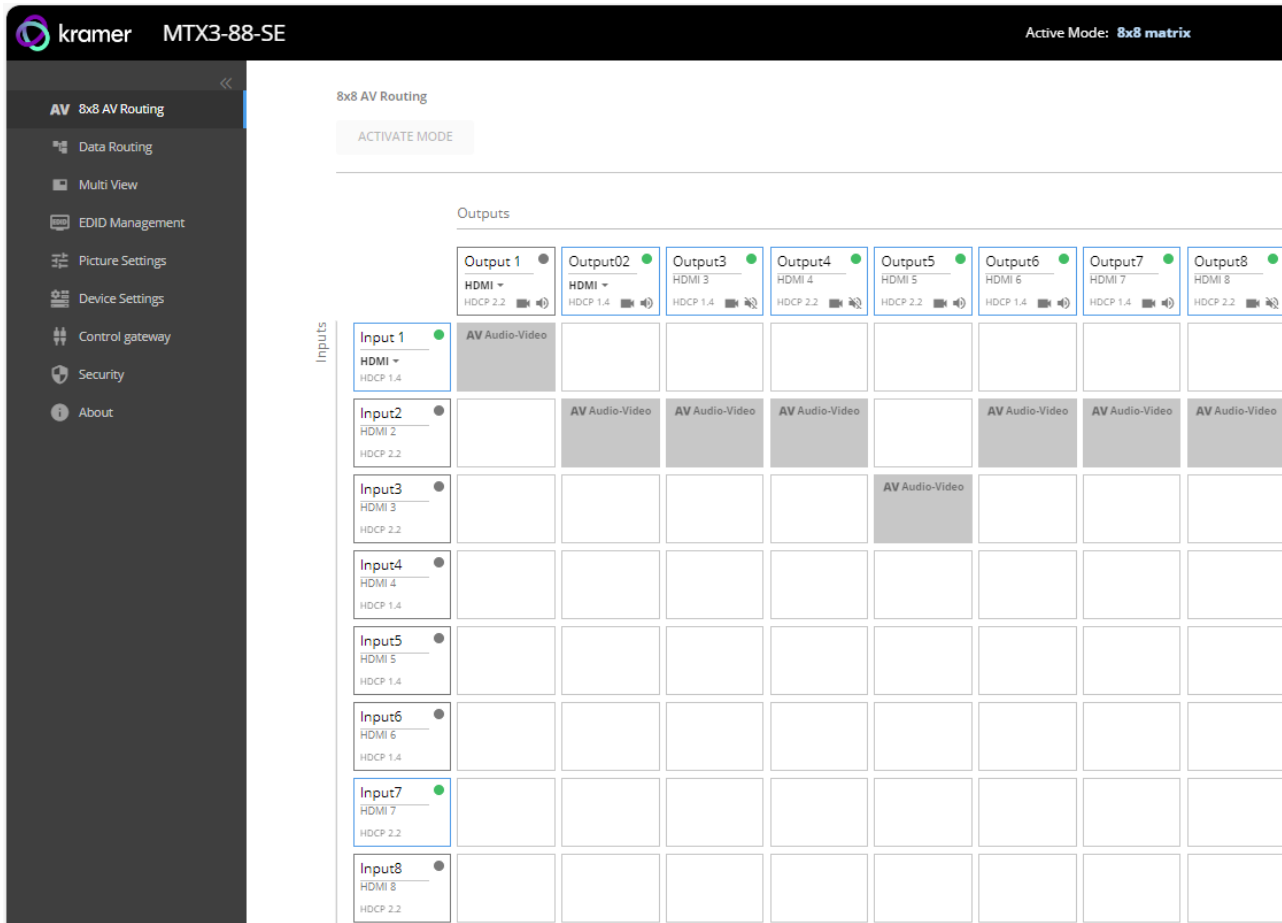 kramer MTX3-88-SE Active Mode: 8x8 matrix
AV 8x8 AV Routing
Data Routing
Multi View
EDID EDID Management
Picture Settings
Device Settings
Control gateway
Security
About
8x8 AV Routing
ACTIVATE MODE
Outputs
Output 1 Output02 Output3 Output4 Output5 Output6 Output7 Output8
HDMI HDMI HDMI 3 HDMI 4 HDMI 5 HDMI 6 HDMI 7 HDMI 8
HDCP 2.2 HDCP 1.4 HDCP 1.4 HDCP 2.2 HDCP 2.2 HDCP 1.4 HDCP 1.4 HDCP 2.2
Inputs
Input 1 AV Audio-Video
HDMI
HDCP 1.4
Input2 AV Audio-Video AV Audio-Video AV Audio-Video AV Audio-Video AV Audio-Video AV Audio-Video
HDMI 2
HDCP 2.2
Input3 AV Audio-Video
HDMI 3
HDCP 2.2
Input4
HDMI 4
HDCP 1.4
Input5
HDMI 5
HDCP 1.4
Input6
HDMI 6
HDCP 1.4
Input7
HDMI 7
HDCP 2.2
Input8
HDMI 8
HDCP 2.2